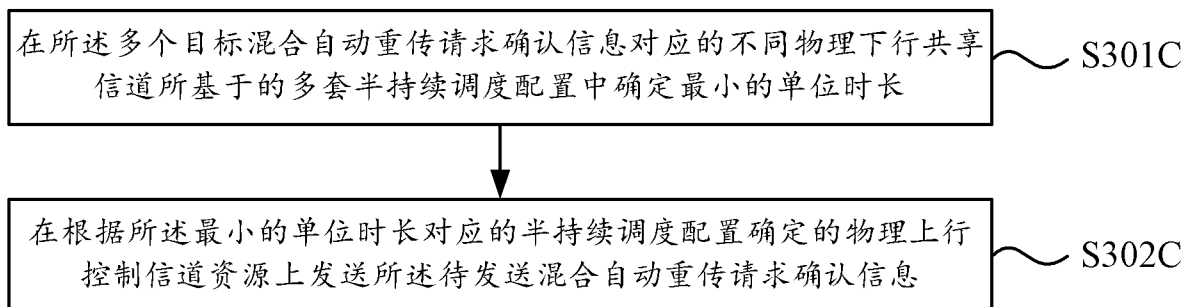 在所述多个目标混合自动重传请求确认信息对应的不同物理下行共享
信道所基于的多套半持续调度配置中确定最小的单位时长
S301C
在根据所述最小的单位时长对应的半持续调度配置确定的物理上行
控制信道资源上发送所述待发送混合自动重传请求确认信息
S302C